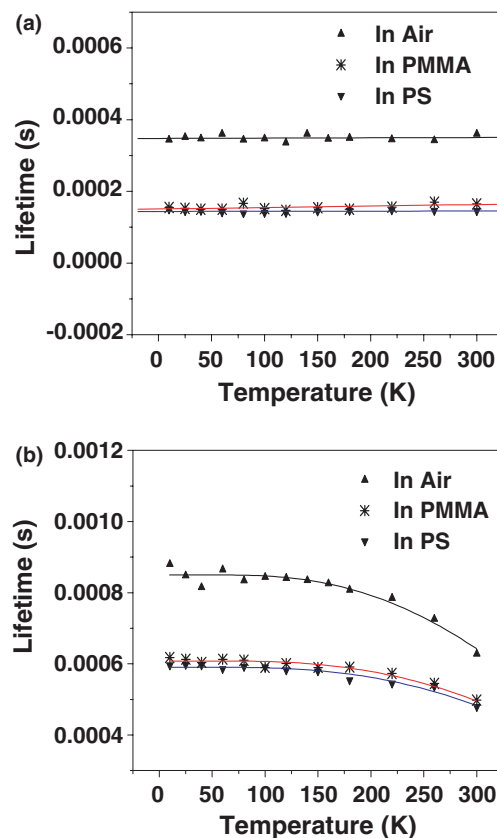 (a)
0.0006
0.0004
0.0002
0.0000
-0.0002
Lifetime (s)
In Air
In PMMA
In PS
0 50 100 150 200 250 300
Temperature (K)
(b)
0.0012
0.0010
0.0008
0.0006
0.0004
Lifetime (s)
In Air
In PMMA
In PS
0 50 100 150 200 250 300
Temperature (K)